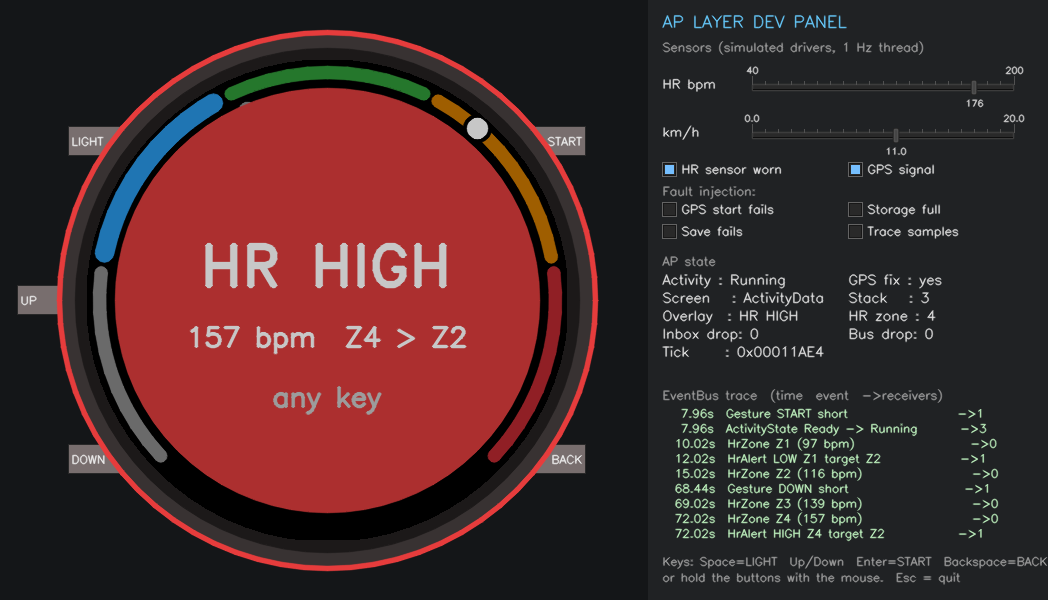 LIGHT
START
UP
DOWN
BACK
HR HIGH
157 bpm Z4 > Z2
any key
AP LAYER DEV PANEL
Sensors (simulated drivers, 1 Hz thread)
40 200
HR bpm
176
0.0 20.0
km/h
11.0
HR sensor worn GPS signal
Fault injection:
GPS start fails Storage full
Save fails Trace samples
AP state
Activity : Running GPS fix : yes
Screen : ActivityData Stack : 3
Overlay : HR HIGH HR zone : 4
Inbox drop: 0 Bus drop: 0
Tick : 0x00011AE4
EventBus trace (time event ->receivers)
7.96s Gesture START short ->1
7.96s ActivityState Ready -> Running ->3
10.02s HrZone Z1 (97 bpm) ->0
12.02s HrAlert LOW Z1 target Z2 ->1
15.02s HrZone Z2 (116 bpm) ->0
68.44s Gesture DOWN short ->1
69.02s HrZone Z3 (139 bpm) ->0
72.02s HrZone Z4 (157 bpm) ->0
72.02s HrAlert HIGH Z4 target Z2 ->1
Keys: Space=LIGHT Up/Down Enter=START Backspace=BACK
or hold the buttons with the mouse. Esc = quit